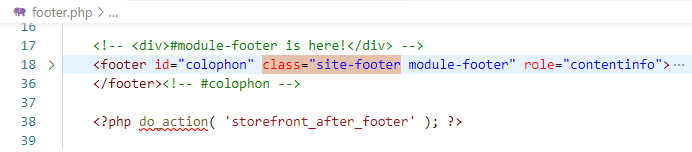 footer.php > ...
16
17 <!-- <div>#module-footer is here!</div> -->
18 > <footer id="colophon" class="site-footer module-footer" role="contentinfo">...
36 </footer><!-- #colophon -->
37
38 <?php do_action( 'storefront_after_footer' ); ?>
39